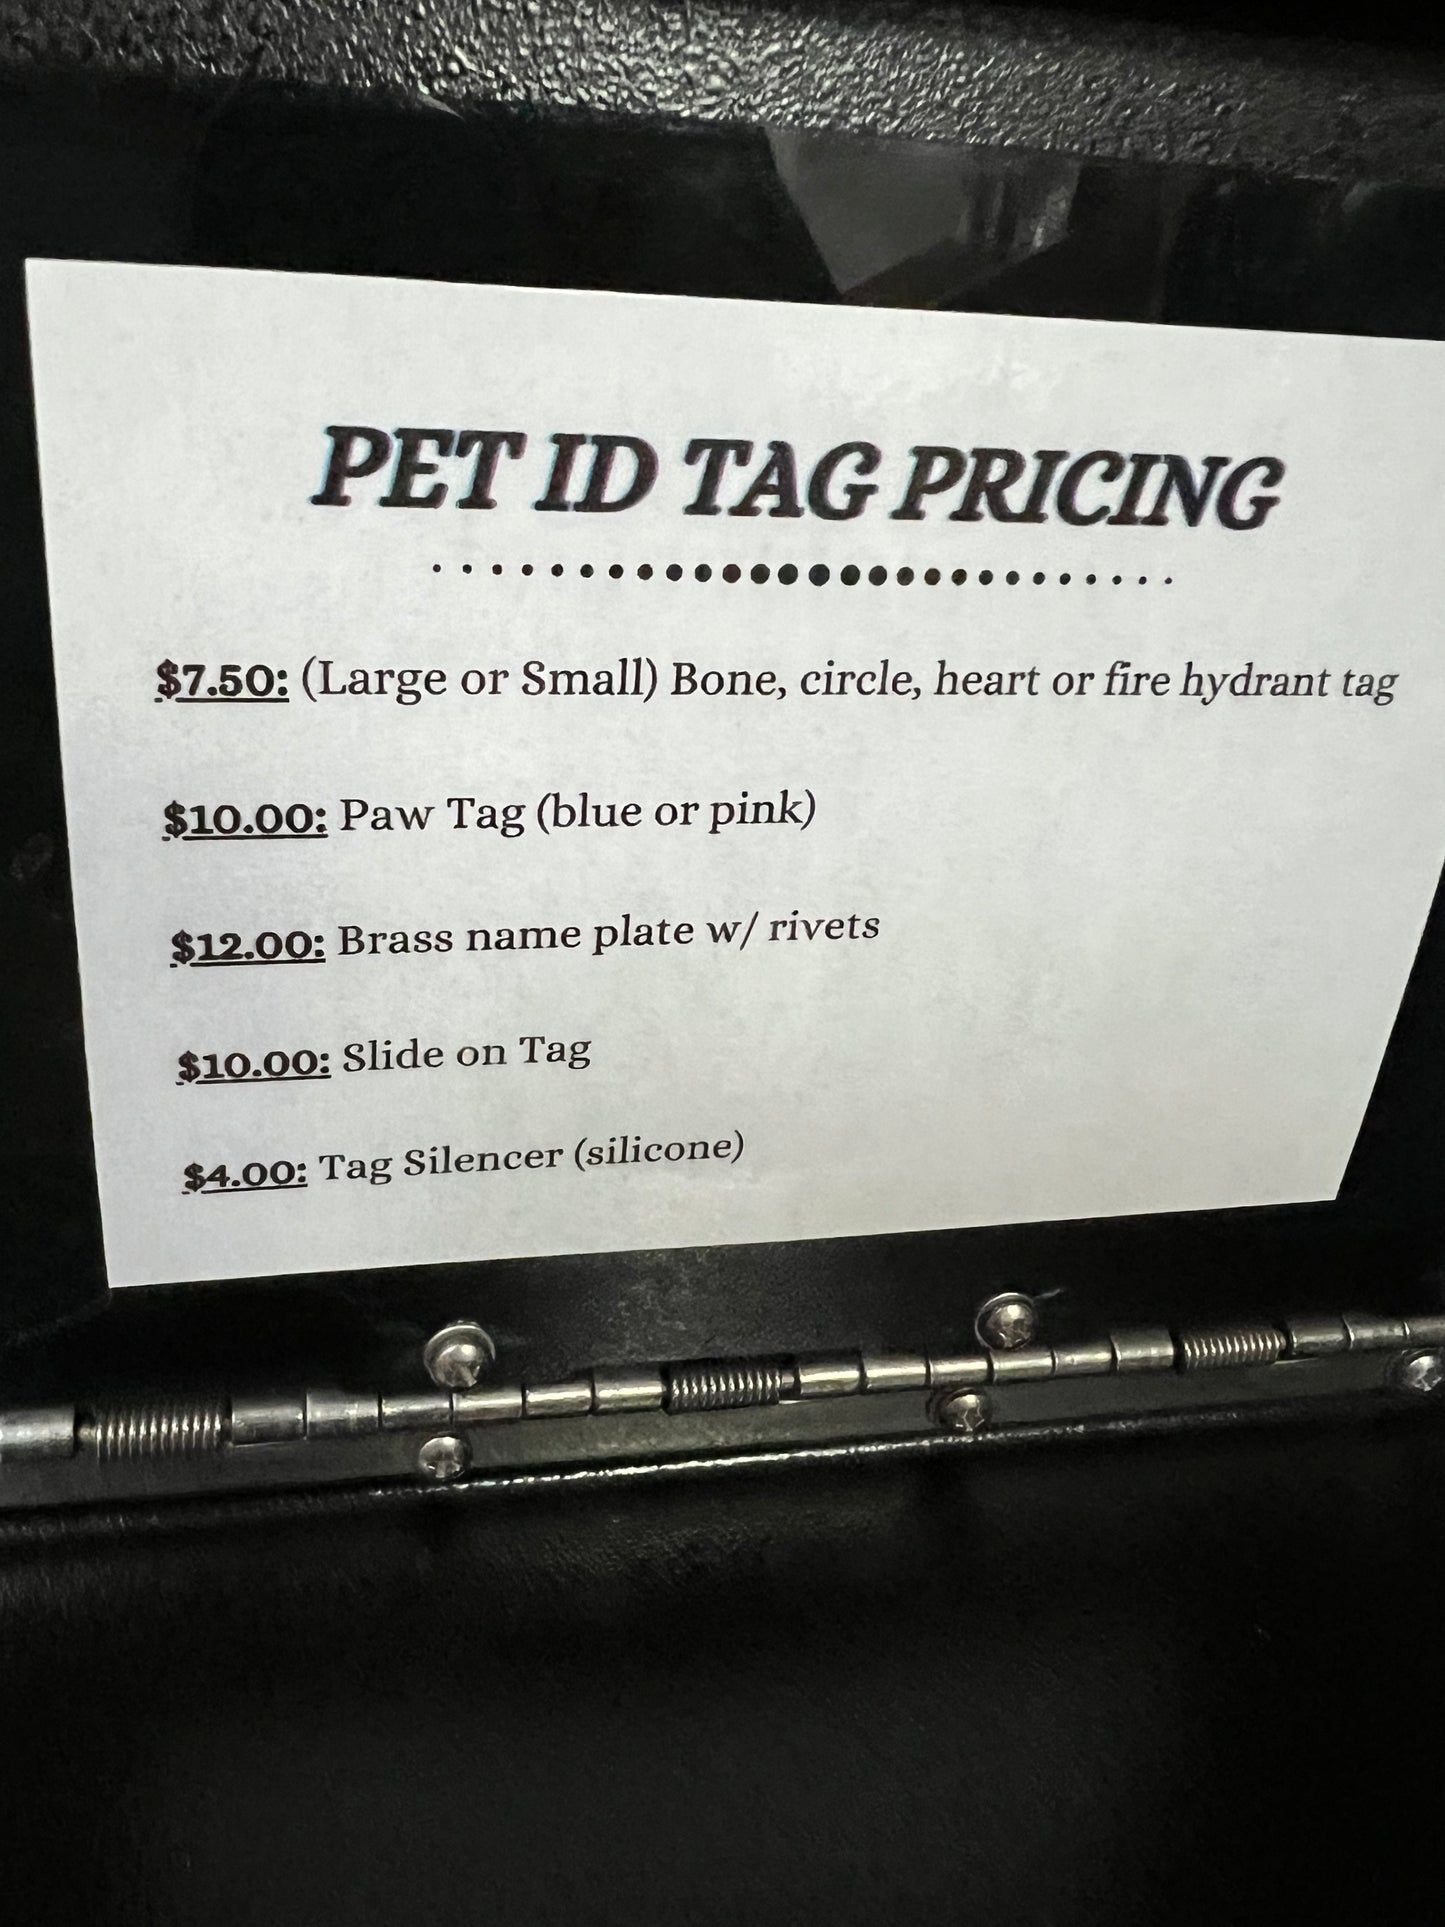 PET ID TAG PRICING
$7.50: (Large or Small) Bone, circle, heart or fire hydrant tag
$10.00: Paw Tag (blue or pink)
$12.00: Brass name plate w/ rivets
$10.00: Slide on Tag
$4.00: Tag Silencer (silicone)